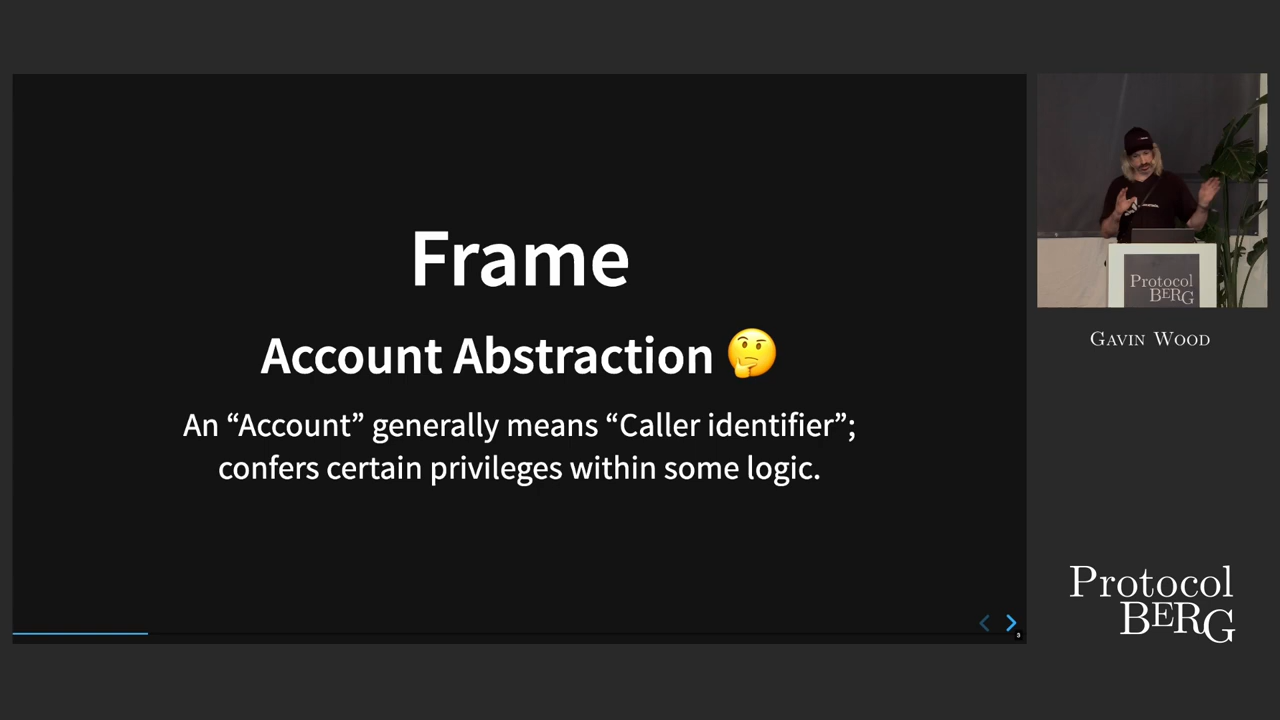 Frame
Account Abstraction 🤔
An “Account” generally means “Caller identifier”;
confers certain privileges within some logic.
3
Protocol
BERG
GAVIN WOOD
Protocol
BERG